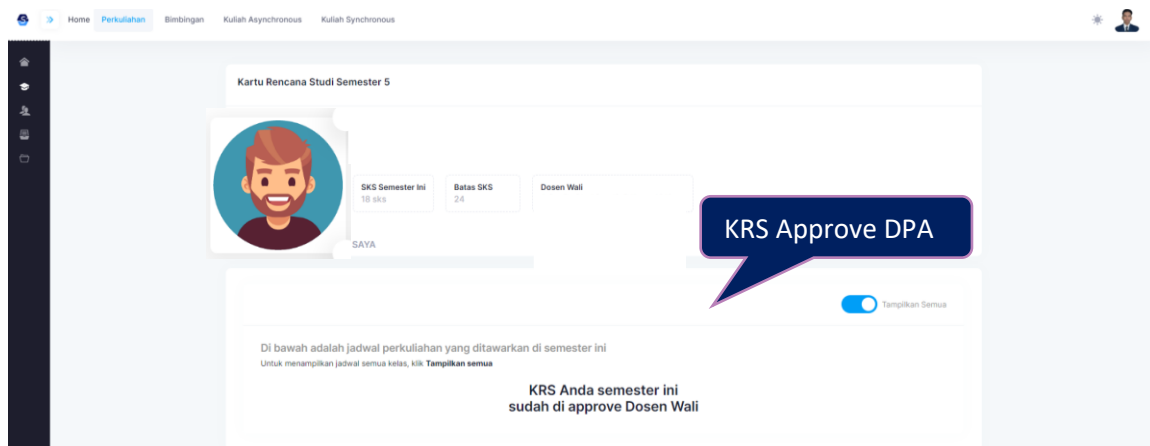 Home Perkuliahan Bimbingan Kuliah Asynchronous Kuliah Synchronous
Kartu Rencana Studi Semester 5
SKS Semester Ini Batas SKS Dosen Wali
18 sks 24
KRS Approve DPA
SAYA
Tampilkan Semua
Di bawah adalah jadwal perkuliahan yang ditawarkan di semester ini
Untuk menampilkan jadwal semua kelas, klik Tampilkan semua
KRS Anda semester ini
sudah di approve Dosen Wali